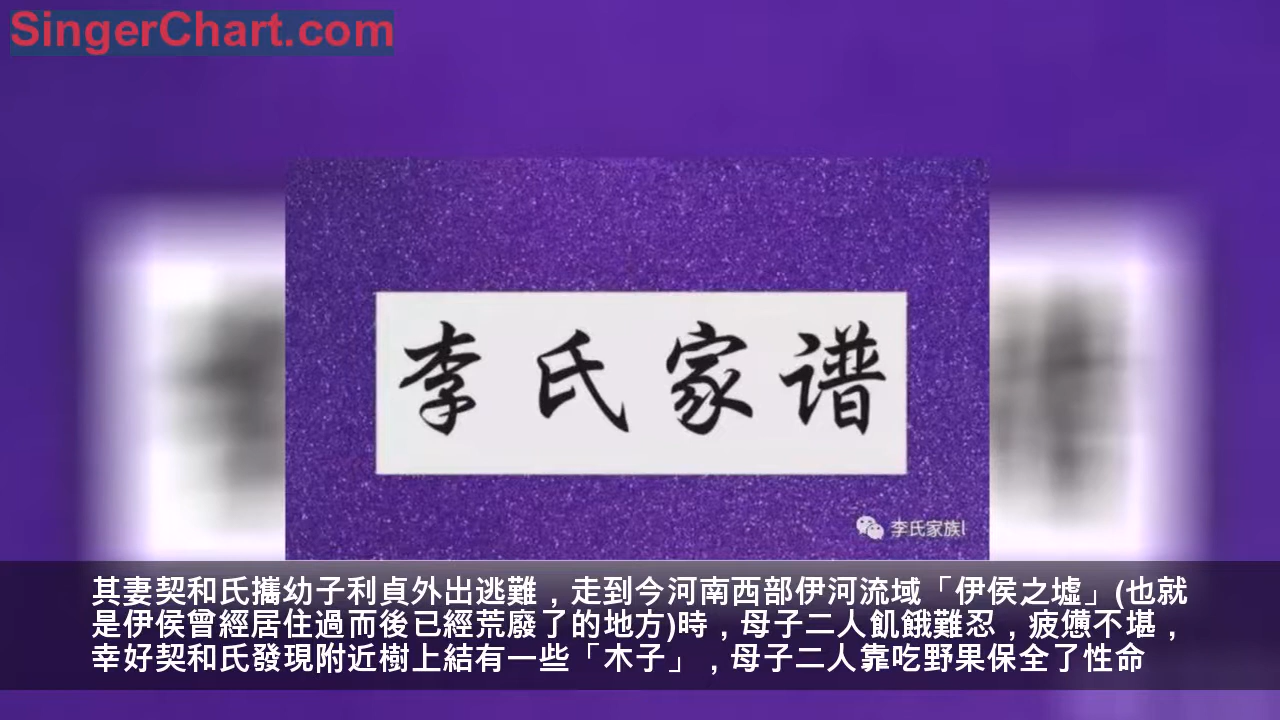 SingerChart.com
李氏家谱
李氏家族
其妻契和氏攜幼子利貞外出逃難，走到今河南西部伊河流域「伊侯之墟」(也就
是伊侯曾經居住過而後已經荒廢了的地方)時，母子二人飢餓難忍，疲憊不堪，
幸好契和氏發現附近樹上結有一些「木子」，母子二人靠吃野果保全了性命